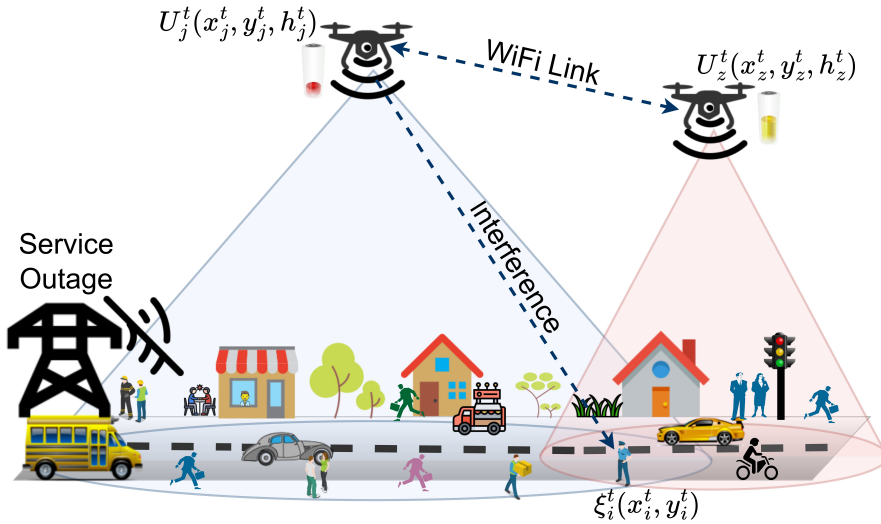 $U_j^t(x_j^t, y_j^t, h_j^t)$
WiFi Link
$U_z^t(x_z^t, y_z^t, h_z^t)$
Interference
Service
Outage
$\xi_i^t(x_i^t, y_i^t)$